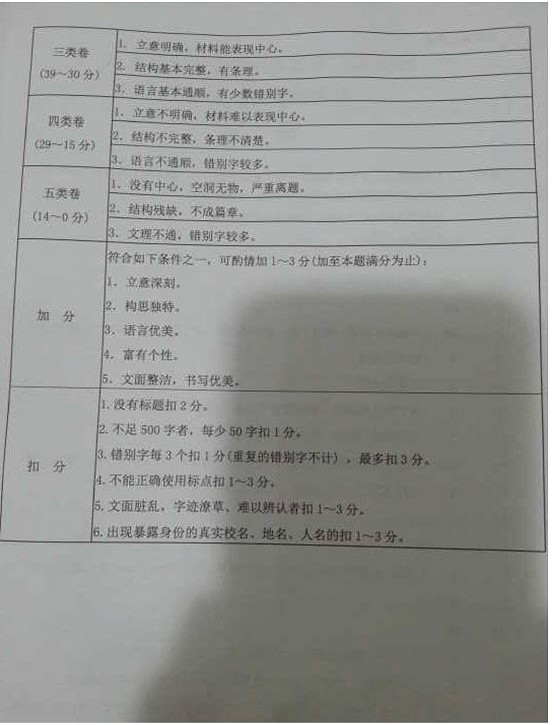 三类卷
(39～30 分)
1. 立意明确，材料能表现中心。
2. 结构基本完整，有条理。
3. 语言基本通顺，有少数错别字。
四类卷
(29～15 分)
1. 立意不明确，材料难以表现中心。
2. 结构不完整，条理不清楚。
3. 语言不通顺，错别字较多。
五类卷
(14～0 分)
1. 没有中心，空洞无物，严重离题。
2. 结构残缺，不成篇章。
3. 文理不通，错别字较多。
加 分
符合如下条件之一，可酌情加 1～3 分(加至本题满分为止)：
1. 立意深刻。
2. 构思独特。
3. 语言优美。
4. 富有个性。
5. 文面整洁，书写优美。
扣 分
1. 没有标题扣 2 分。
2. 不足 500 字者，每少 50 字扣 1 分。
3. 错别字每 3 个扣 1 分(重复的错别字不计)，最多扣 3 分。
4. 不能正确使用标点扣 1～3 分。
5. 文面脏乱，字迹潦草、难以辨认者扣 1～3 分。
6. 出现暴露身份的真实校名、地名、人名的扣 1～3 分。